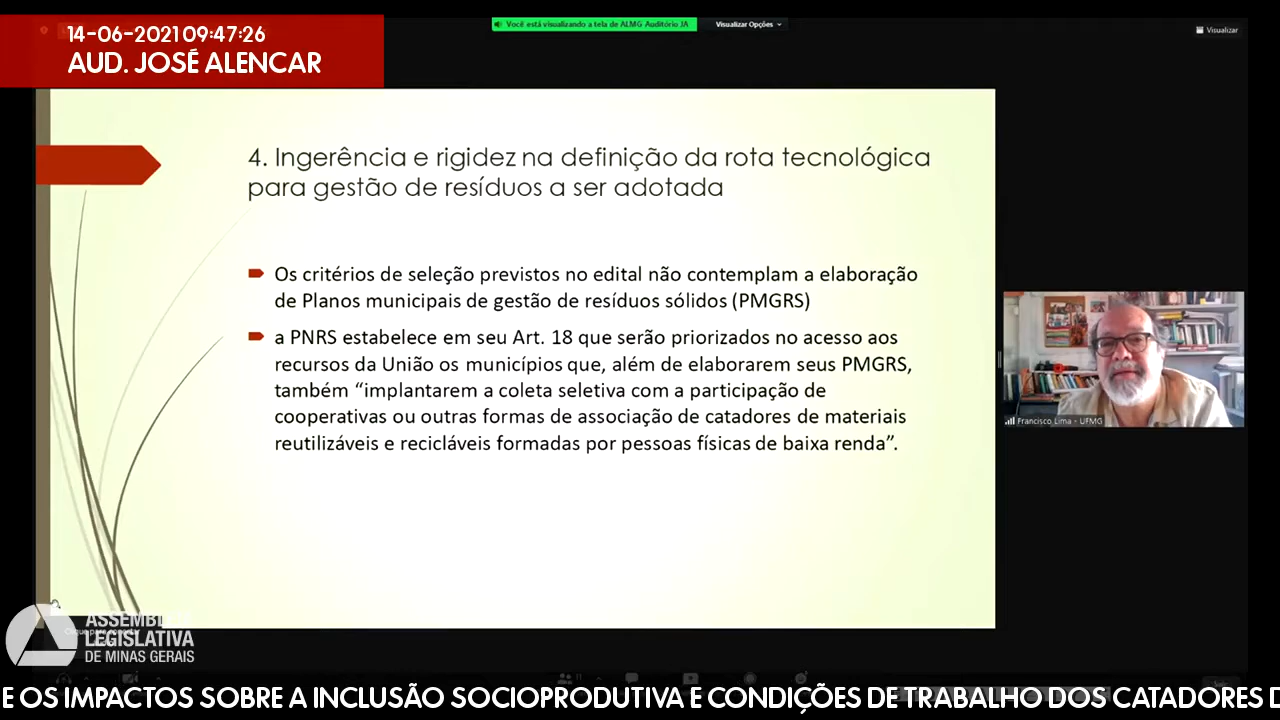 14-06-2021 09:47:26
AUD. JOSÉ ALENCAR
Você está visualizando a tela de ALMG Auditório JA
Visualizar Opções
Visualizar
4. Ingerência e rigidez na definição da rota tecnológica
para gestão de resíduos a ser adotada
Os critérios de seleção previstos no edital não contemplam a elaboração
de Planos municipais de gestão de resíduos sólidos (PMGRS)
a PNRS estabelece em seu Art. 18 que serão priorizados no acesso aos
recursos da União os municípios que, além de elaborarem seus PMGRS,
também “implantarem a coleta seletiva com a participação de
cooperativas ou outras formas de associação de catadores de materiais
reutilizáveis e recicláveis formadas por pessoas físicas de baixa renda”.
Francisco Lima - UFMG
ASSEMBLEIA
LEGISLATIVA
DE MINAS GERAIS
E OS IMPACTOS SOBRE A INCLUSÃO SOCIOPRODUTIVA E CONDIÇÕES DE TRABALHO DOS CATADORES D